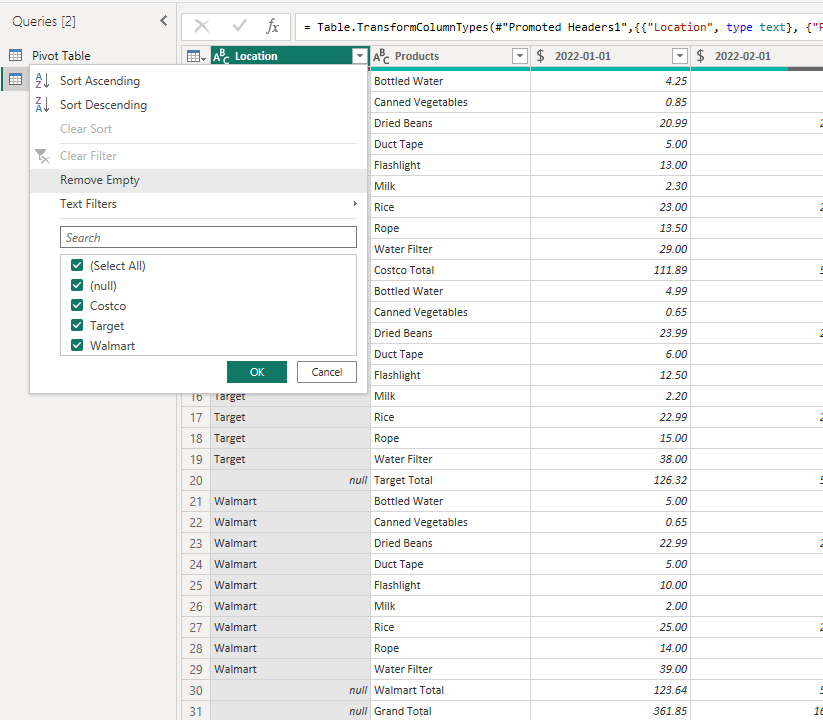 Queries [2]
fx = Table.TransformColumnTypes(#"Promoted Headers1",{{"Location", type text}, {"P
Pivot Table
ABC Location ABC Products $ 2022-01-01 $ 2022-02-01
Sort Ascending
Sort Descending
Clear Sort
Clear Filter
Remove Empty
Text Filters
Search
(Select All)
(null)
Costco
Target
Walmart
OK Cancel
Bottled Water 4.25
Canned Vegetables 0.85
Dried Beans 20.99 2
Duct Tape 5.00
Flashlight 13.00
Milk 2.30
Rice 23.00 2
Rope 13.50
Water Filter 29.00
Costco Total 111.89 5
Bottled Water 4.99
Canned Vegetables 0.65
Dried Beans 23.99 2
Duct Tape 6.00
Flashlight 12.50
16 Target Milk 2.20
17 Target Rice 22.99 2
18 Target Rope 15.00
19 Target Water Filter 38.00
20 null Target Total 126.32 5
21 Walmart Bottled Water 5.00
22 Walmart Canned Vegetables 0.65
23 Walmart Dried Beans 22.99 2
24 Walmart Duct Tape 5.00
25 Walmart Flashlight 10.00
26 Walmart Milk 2.00
27 Walmart Rice 25.00 2
28 Walmart Rope 14.00
29 Walmart Water Filter 39.00
30 null Walmart Total 123.64 5
31 null Grand Total 361.85 16